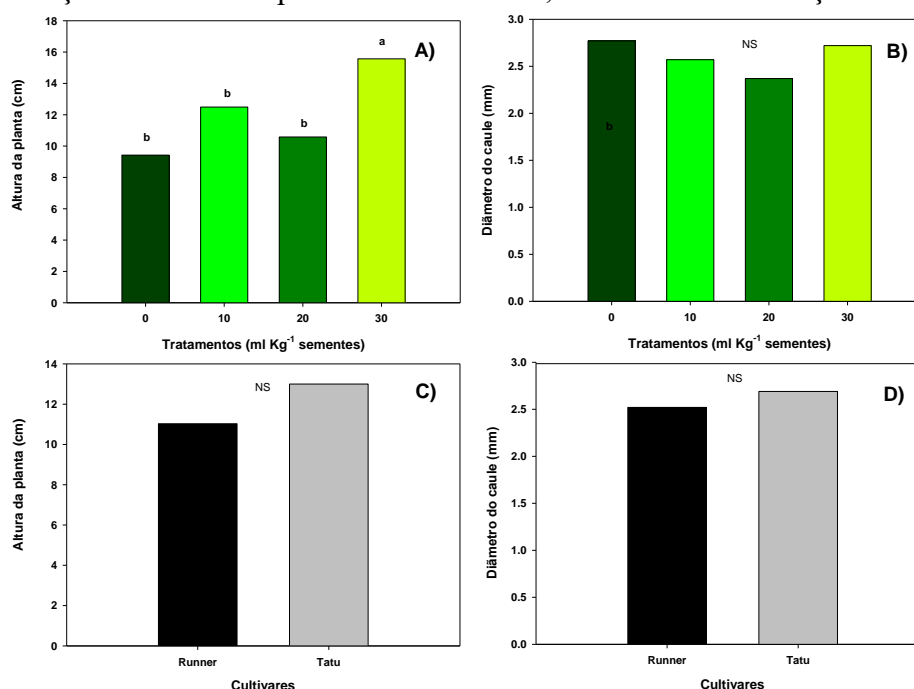 A)
a
b
b
b
Altura da planta (cm)
18
16
14
12
10
8
6
4
2
0
0 10 20 30
Tratamentos (ml Kg-1 sementes)
B)
NS
b
Diâmetro do caule (mm)
3.0
2.5
2.0
1.5
1.0
0.5
0.0
0 10 20 30
Tratamentos (ml Kg-1 sementes)
C)
NS
Altura da planta (cm)
14
12
10
8
6
4
2
0
Runner Tatu
Cultivares
D)
NS
Diâmetro do caule (mm)
3.0
2.5
2.0
1.5
1.0
0.5
0.0
Runner Tatu
Cultivares